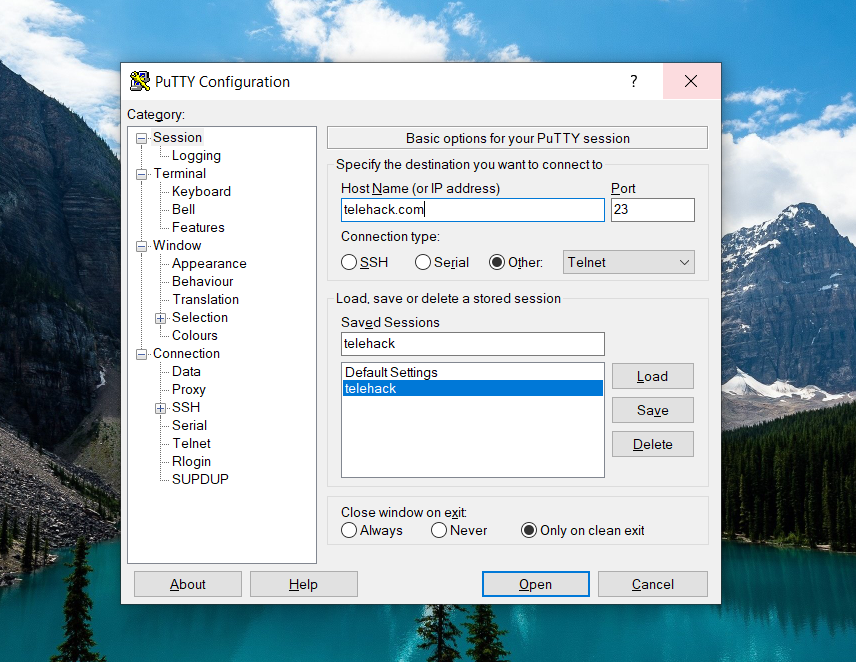 PuTTY Configuration
?
Category:
Session
Logging
Terminal
Keyboard
Bell
Features
Window
Appearance
Behaviour
Translation
Selection
Colours
Connection
Data
Proxy
SSH
Serial
Telnet
Rlogin
SUPDUP
Basic options for your PuTTY session
Specify the destination you want to connect to
Host Name (or IP address) Port
telehack.com 23
Connection type:
SSH Serial Other: Telnet
Load, save or delete a stored session
Saved Sessions
telehack
Default Settings
telehack
Load
Save
Delete
Close window on exit:
Always Never Only on clean exit
About Help Open Cancel